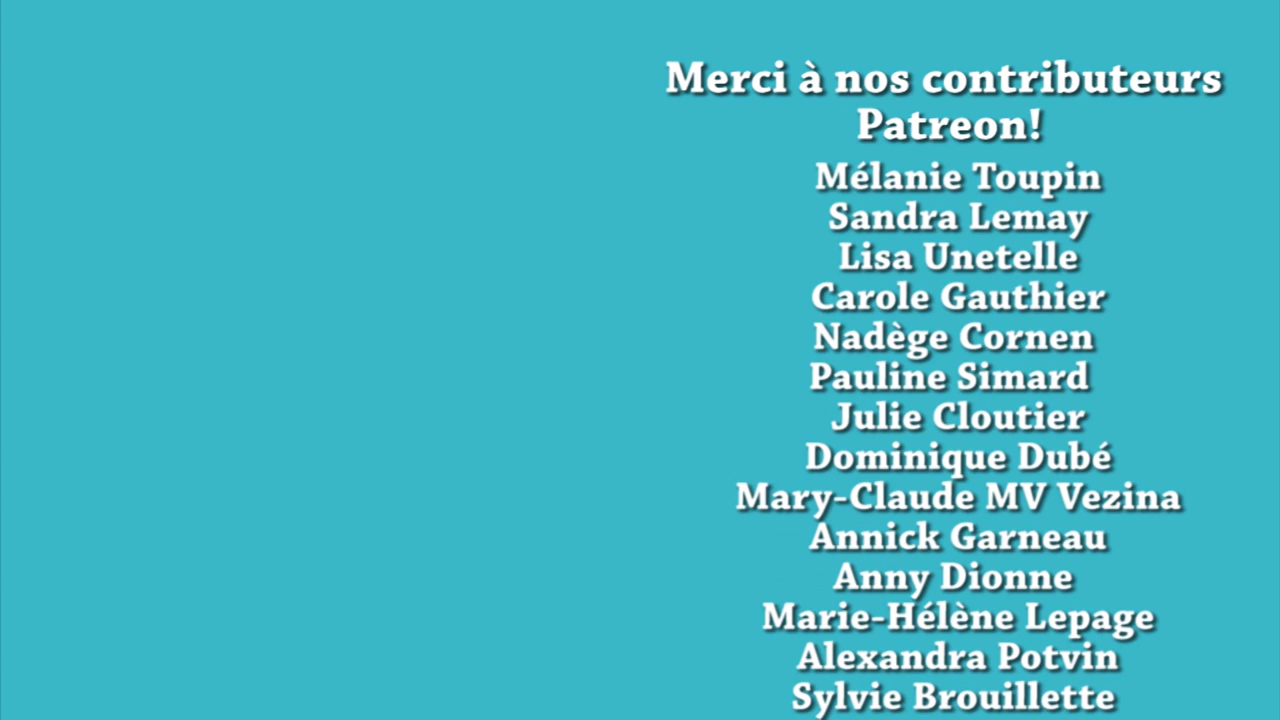 Merci à nos contributeurs
Patreon!
Mélanie Toupin
Sandra Lemay
Lisa Unetelle
Carole Gauthier
Nadège Cornen
Pauline Simard
Julie Cloutier
Dominique Dubé
Mary-Claude MV Vezina
Annick Garneau
Anny Dionne
Marie-Hélène Lepage
Alexandra Potvin
Sylvie Brouillette